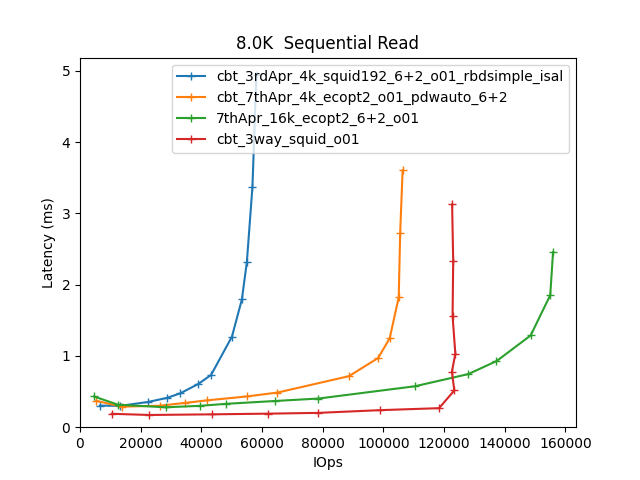 8.0K  Sequential Read
cbt_3rdApr_4k_squid192_6+2_o01_rbdsimple_isal
cbt_7thApr_4k_ecopt2_o01_pdwauto_6+2
7thApr_16k_ecopt2_6+2_o01
cbt_3way_squid_o01
Latency (ms)
5
4
3
2
1
0
0 20000 40000 60000 80000 100000 120000 140000 160000
IOps